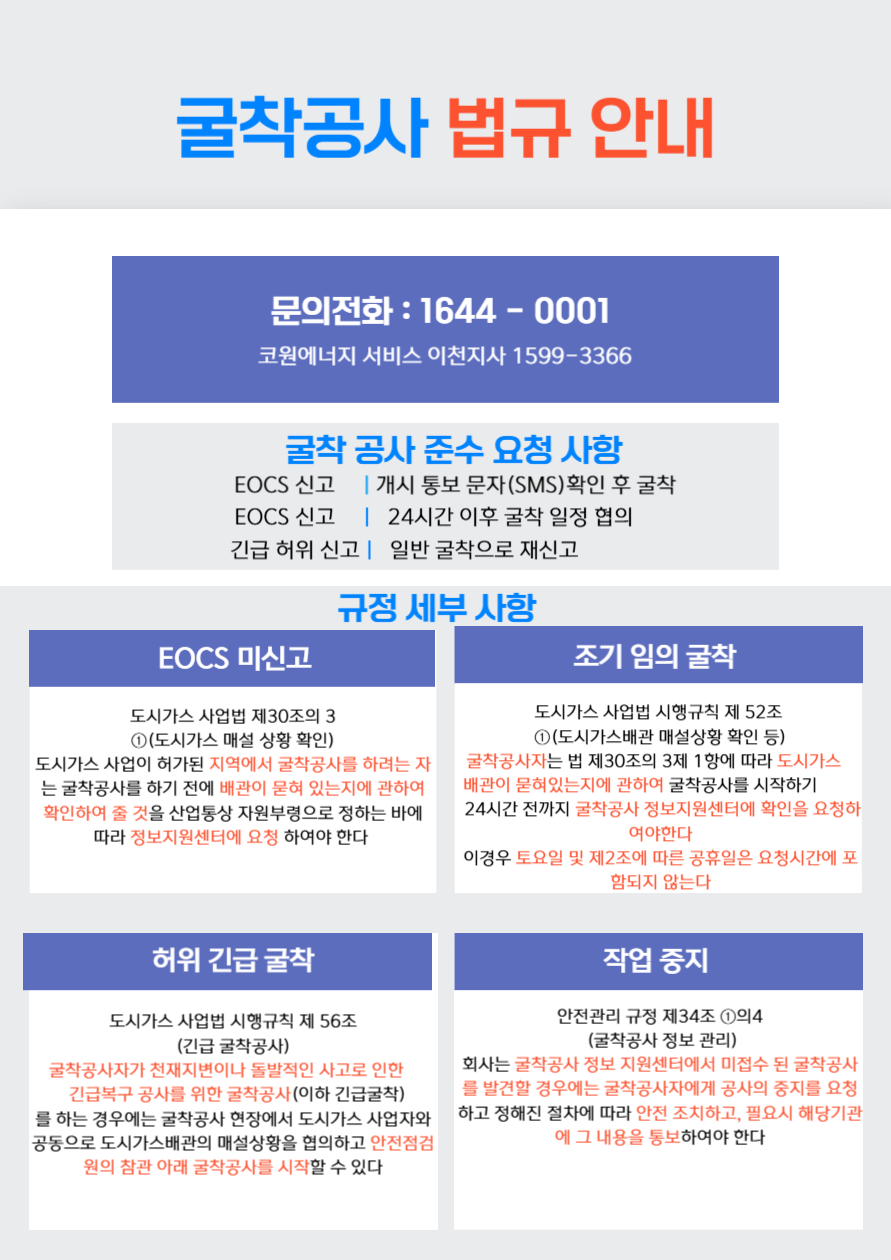 굴착공사 법규 안내
문의전화 : 1644 - 0001
코원에너지 서비스 이천지사 1599-3366
굴착 공사 준수 요청 사항
EOCS 신고 | 개시 통보 문자(SMS)확인 후 굴착
EOCS 신고 | 24시간 이후 굴착 일정 협의
긴급 허위 신고 | 일반 굴착으로 재신고
규정 세부 사항
EOCS 미신고
도시가스 사업법 제30조의 3
①(도시가스 매설 상황 확인)
도시가스 사업이 허가된 지역에서 굴착공사를 하려는 자
는 굴착공사를 하기 전에 배관이 묻혀 있는지에 관하여
확인하여 줄 것을 산업통상 자원부령으로 정하는 바에
따라 정보지원센터에 요청 하여야 한다
조기 임의 굴착
도시가스 사업법 시행규칙 제 52조
①(도시가스배관 매설상황 확인 등)
굴착공사자는 법 제30조의 3제 1항에 따라 도시가스
배관이 묻혀있는지에 관하여 굴착공사를 시작하기
24시간 전까지 굴착공사 정보지원센터에 확인을 요청하
여야한다
이경우 토요일 및 제2조에 따른 공휴일은 요청시간에 포
함되지 않는다
허위 긴급 굴착
도시가스 사업법 시행규칙 제 56조
(긴급 굴착공사)
굴착공사자가 천재지변이나 돌발적인 사고로 인한
긴급복구 공사를 위한 굴착공사(이하 긴급굴착)
를 하는 경우에는 굴착공사 현장에서 도시가스 사업자와
공동으로 도시가스배관의 매설상황을 협의하고 안전점검
원의 참관 아래 굴착공사를 시작할 수 있다
작업 중지
안전관리 규정 제34조 ①의4
(굴착공사 정보 관리)
회사는 굴착공사 정보 지원센터에서 미접수 된 굴착공사
를 발견할 경우에는 굴착공사자에게 공사의 중지를 요청
하고 정해진 절차에 따라 안전 조치하고, 필요시 해당기관
에 그 내용을 통보하여야 한다